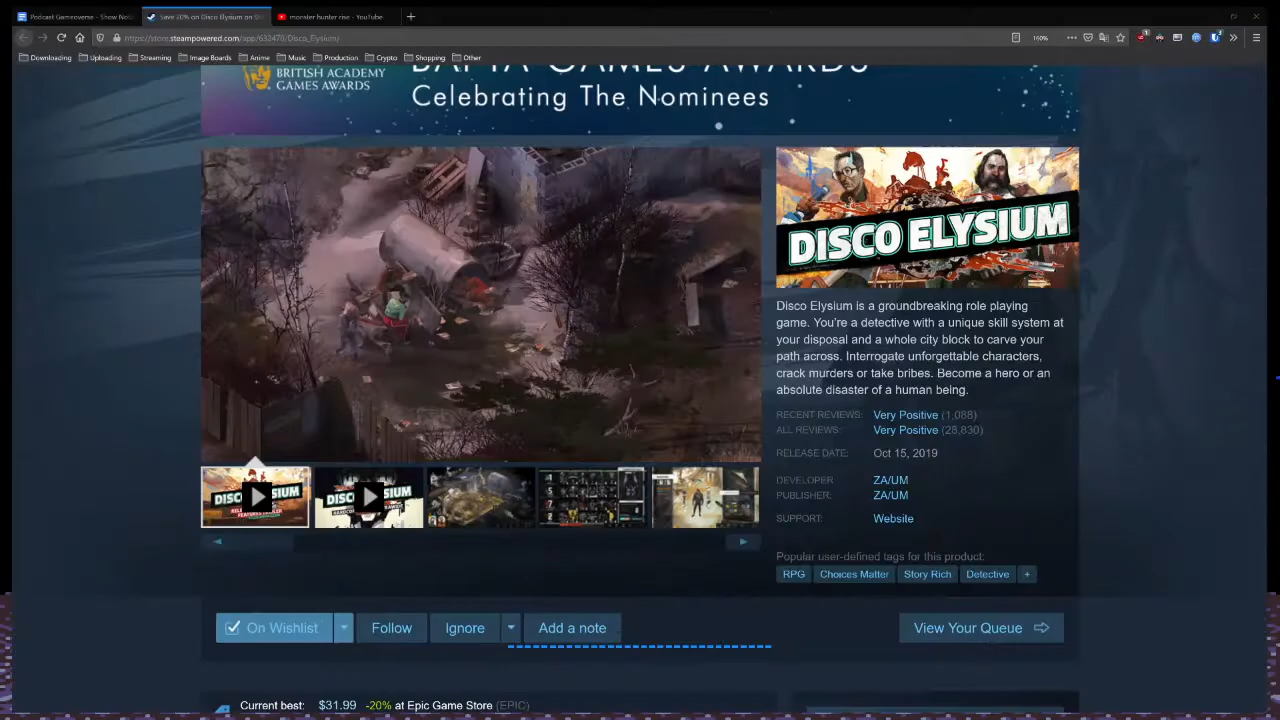 Podcast Gameoverse - Show Not
Save 20% on Disco Elysium on St
monster hunter rise - YouTube
https://store.steampowered.com/app/632470/Disco_Elysium/
160%
Downloading
Uploading
Streaming
Image Boards
Anime
Music
Production
Crypto
Shopping
Other
BRITISH ACADEMY
GAMES AWARDS
BAFTA GAMES AWARDS
Celebrating The Nominees
DISCO ELYSIUM
Disco Elysium is a groundbreaking role playing
game. You're a detective with a unique skill system at
your disposal and a whole city block to carve your
path across. Interrogate unforgettable characters,
crack murders or take bribes. Become a hero or an
absolute disaster of a human being.
RECENT REVIEWS: Very Positive (1,088)
ALL REVIEWS: Very Positive (28,830)
RELEASE DATE: Oct 15, 2019
DEVELOPER: ZA/UM
PUBLISHER: ZA/UM
SUPPORT: Website
Popular user-defined tags for this product:
RPG Choices Matter Story Rich Detective +
On Wishlist
Follow
Ignore
Add a note
View Your Queue
Current best: $31.99 -20% at Epic Game Store (EPIC)